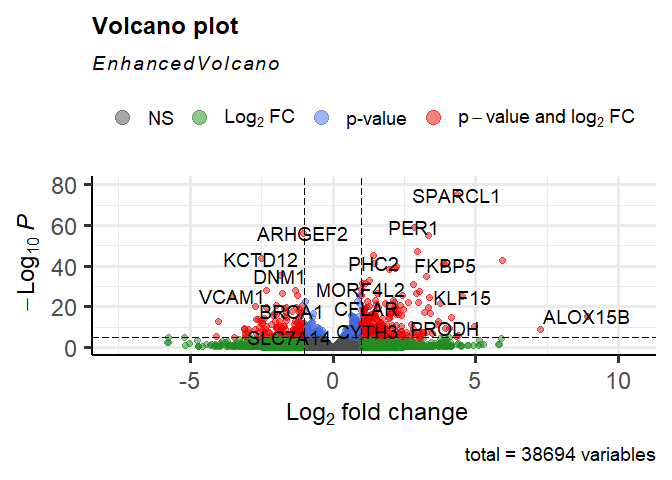 Volcano plot
EnhancedVolcano
NS Log₂ FC p-value p − value and log₂ FC
80
60
40
20
0
−Log₁₀ P
SPARCL1
PER1
ARHGEF2
KCTD12
PHC2
FKBP5
DNM1
MORF4L2
VCAM1
KLF15
BRCA1
CFLAR
ALOX15B
CYTH3
PRODH
SLC7A14
-5 0 5 10
Log₂ fold change
total = 38694 variables